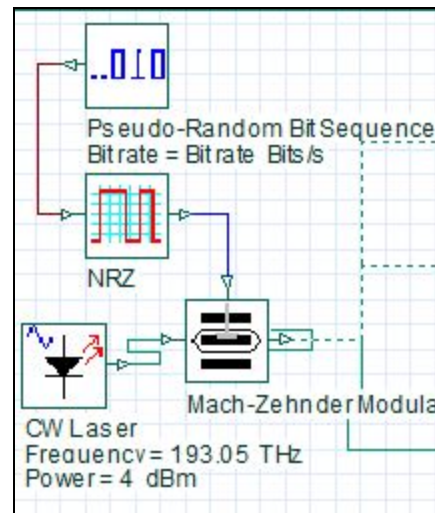 Pseudo-Random Bit Sequence
Bitrate = Bitrate Bits/s
NRZ
Mach-Zehnder Modula
CW Laser
Frequency = 193.05 THz
Power = 4 dBm